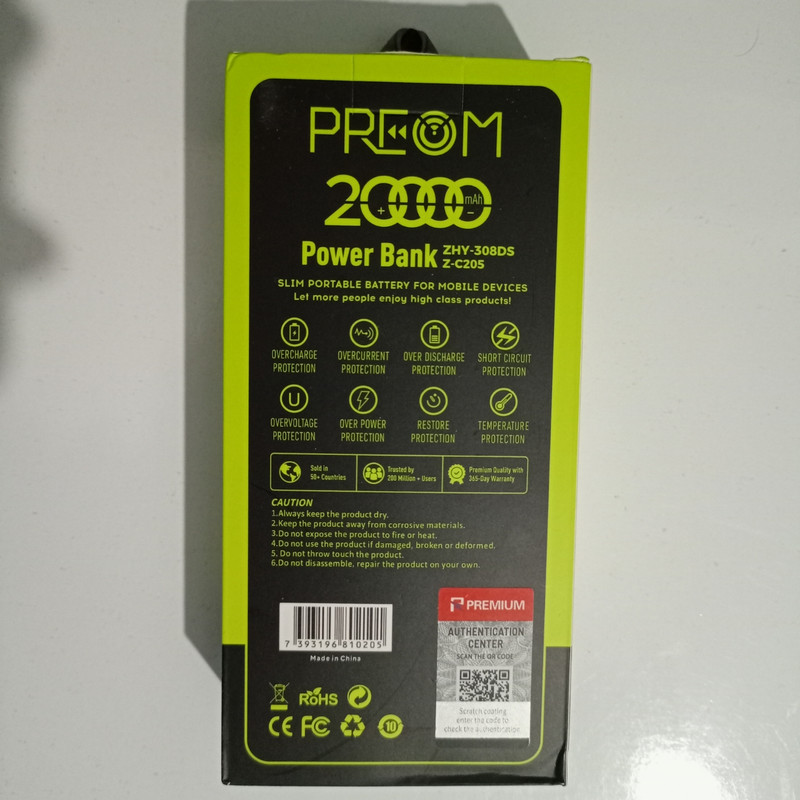 PREOM
20000 mAh
+ −
Power Bank ZHY-308DS
Z-C205
SLIM PORTABLE BATTERY FOR MOBILE DEVICES
Let more people enjoy high class products!
OVERCHARGE PROTECTION
OVERCURRENT PROTECTION
OVER DISCHARGE PROTECTION
SHORT CIRCUIT PROTECTION
U
OVERVOLTAGE PROTECTION
OVER POWER PROTECTION
RESTORE PROTECTION
TEMPERATURE PROTECTION
Sold in
50+ Countries
Trusted by
200 Million + Users
Premium Quality with
365-Day Warranty
CAUTION
1.Always keep the product dry.
2.Keep the product away from corrosive materials.
3.Do not expose the product to fire or heat.
4.Do not use the product if damaged, broken or deformed.
5. Do not throw touch the product.
6.Do not disassemble, repair the product on your own.
7 393196 810205
Made in China
PREMIUM
AUTHENTICATION
CENTER
SCAN THE QR CODE
Scratch coating
enter the code to
check the authentication
RoHS
CE FC
10